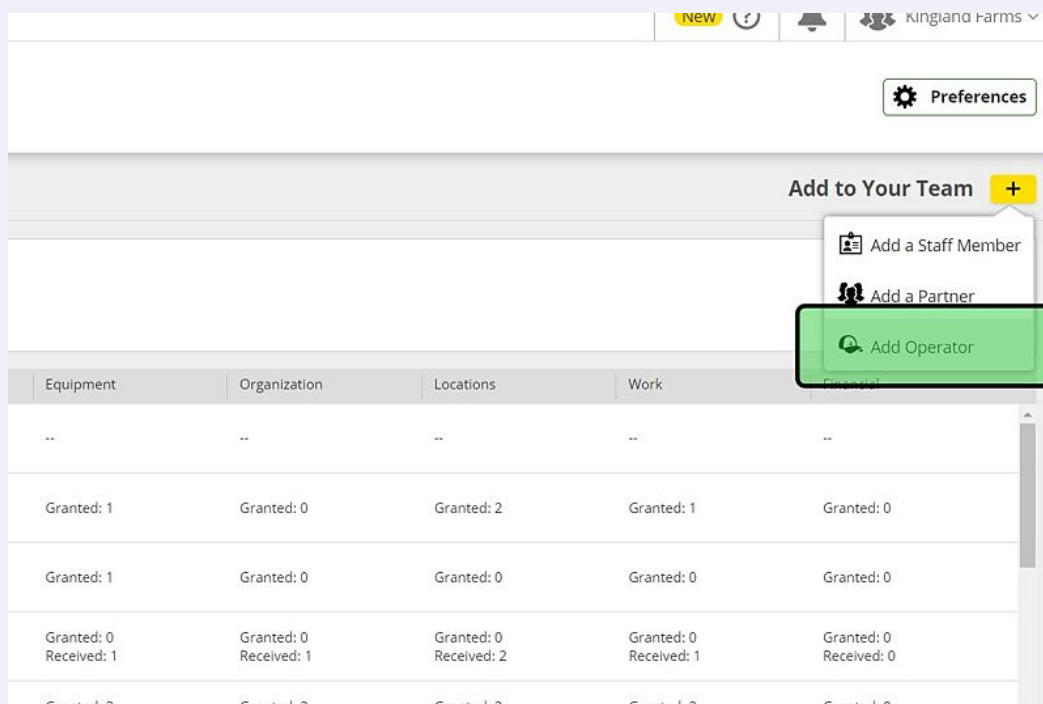 New ? Kingland Farms
Preferences
Add to Your Team +
Add a Staff Member
Add a Partner
Add Operator
Equipment Organization Locations Work Financial
-- -- -- -- --
Granted: 1 Granted: 0 Granted: 2 Granted: 1 Granted: 0
Granted: 1 Granted: 0 Granted: 0 Granted: 0 Granted: 0
Granted: 0 Granted: 0 Granted: 0 Granted: 0 Granted: 0
Received: 1 Received: 1 Received: 2 Received: 1 Received: 0